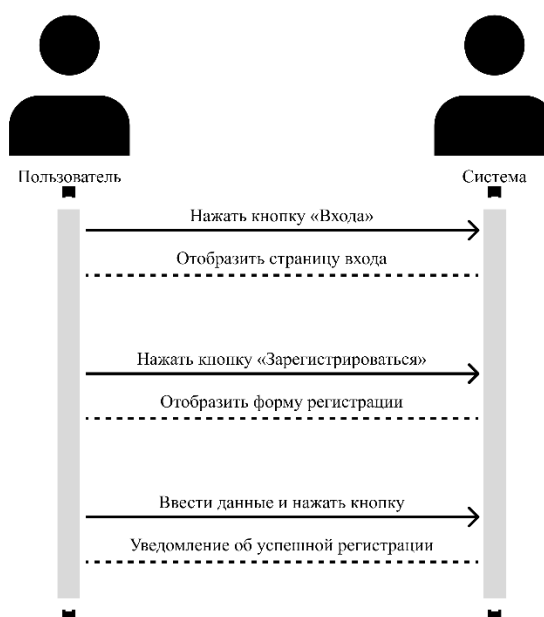 Пользователь
Система
Нажать кнопку «Входа»
Отобразить страницу входа
Нажать кнопку «Зарегистрироваться»
Отобразить форму регистрации
Ввести данные и нажать кнопку
Уведомление об успешной регистрации